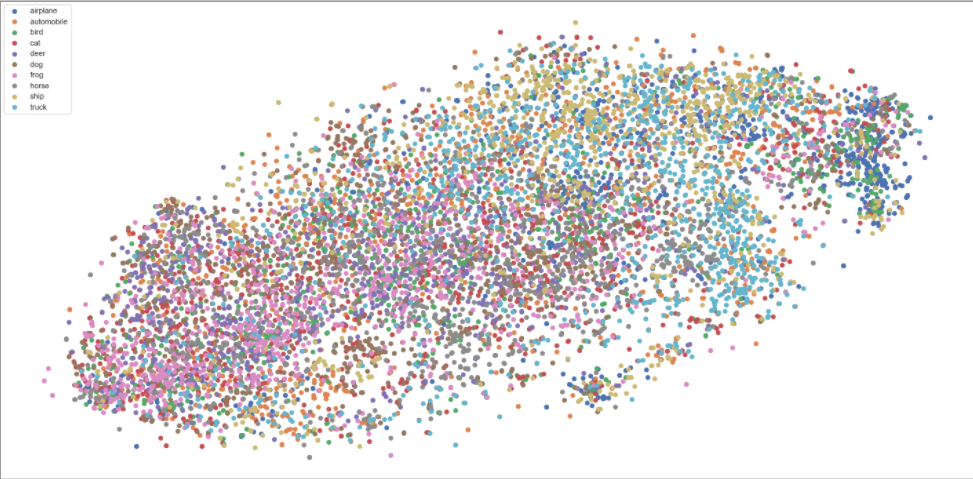 airplane
automobile
bird
cat
deer
dog
frog
horse
ship
truck